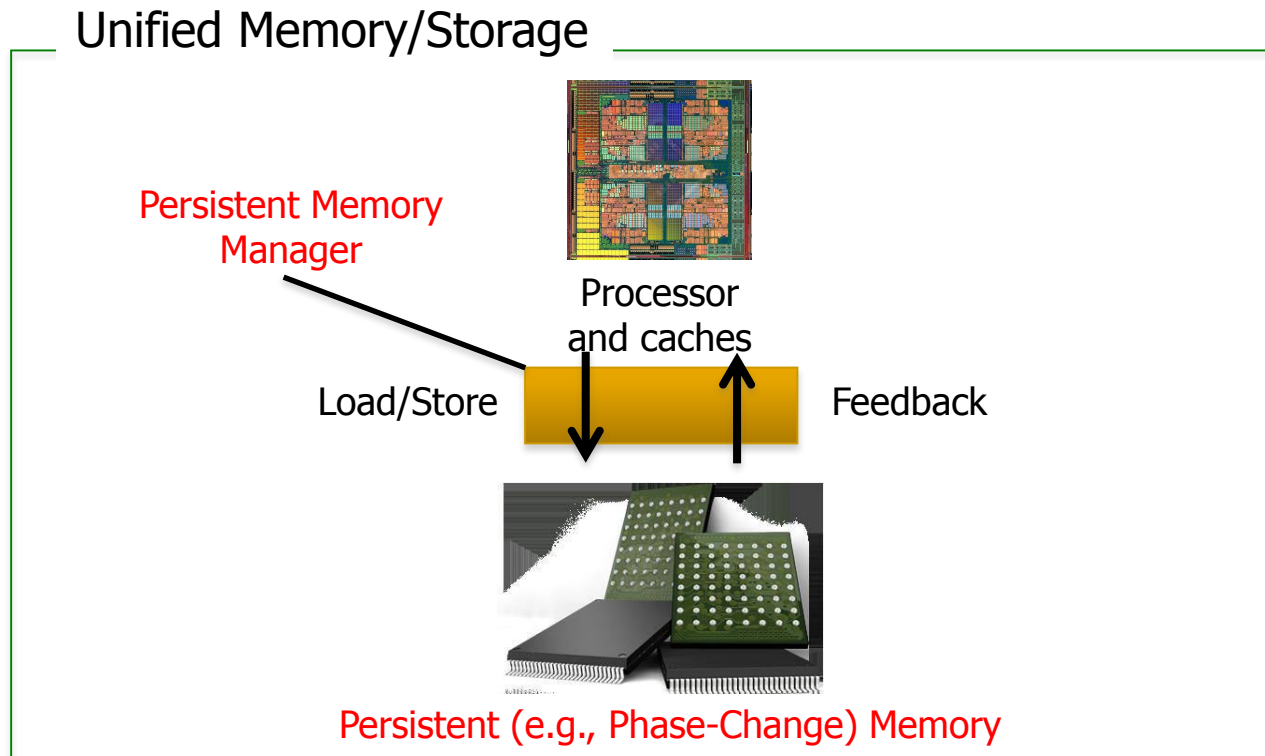 Unified Memory/Storage
Persistent Memory
Manager
Processor
and caches
Load/Store
Feedback
Persistent (e.g., Phase-Change) Memory